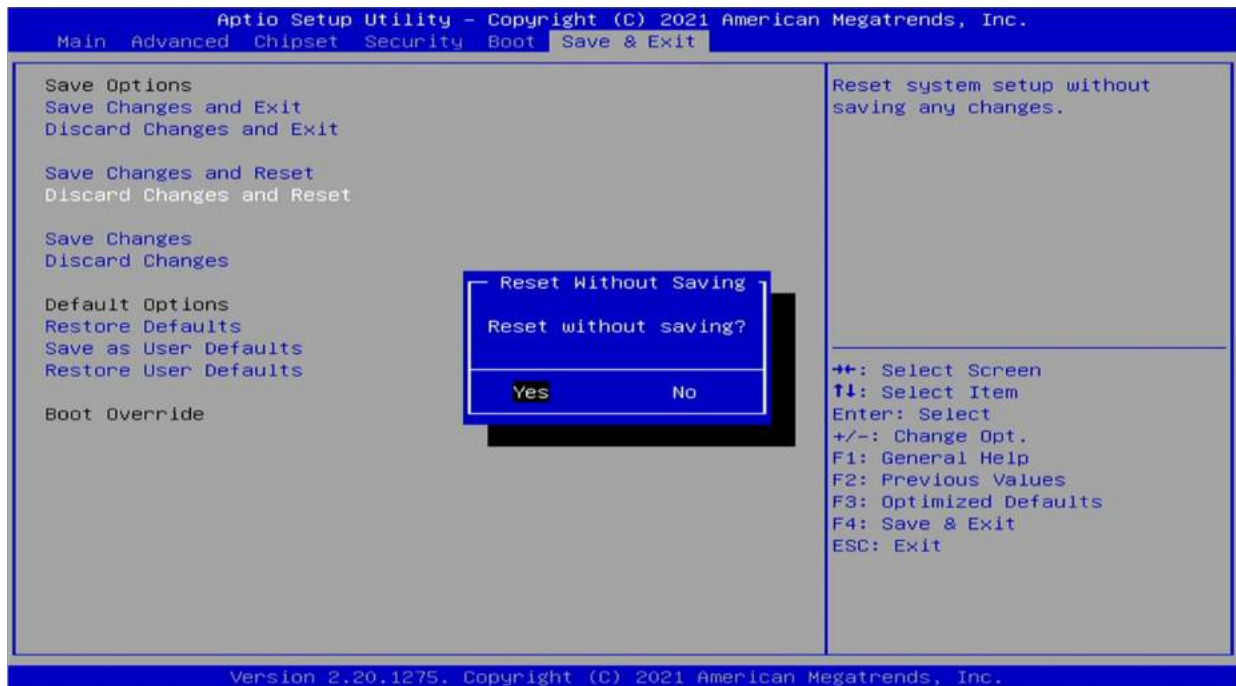 Aptio Setup Utility – Copyright (C) 2021 American Megatrends, Inc.
Main Advanced Chipset Security Boot Save & Exit
Save Options
Save Changes and Exit
Discard Changes and Exit
Save Changes and Reset
Discard Changes and Reset
Save Changes
Discard Changes
Default Options
Restore Defaults
Save as User Defaults
Restore User Defaults
Boot Override
Reset Without Saving
Reset without saving?
Yes No
Reset system setup without
saving any changes.
→←: Select Screen
↑↓: Select Item
Enter: Select
+/-: Change Opt.
F1: General Help
F2: Previous Values
F3: Optimized Defaults
F4: Save & Exit
ESC: Exit
Version 2.20.1275. Copyright (C) 2021 American Megatrends, Inc.